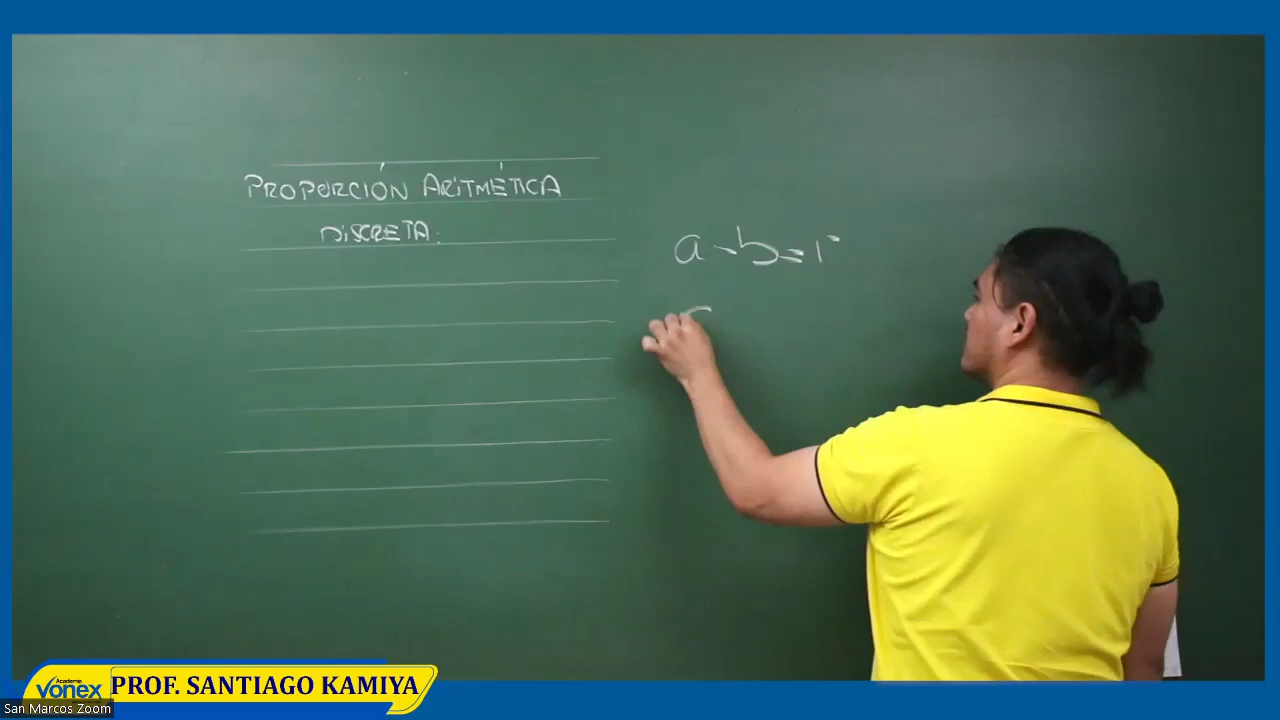 PROPORCIÓN ARITMÉTICA
DISCRETA:
a - b = r
Academia
vonex
PROF. SANTIAGO KAMIYA
San Marcos Zoom